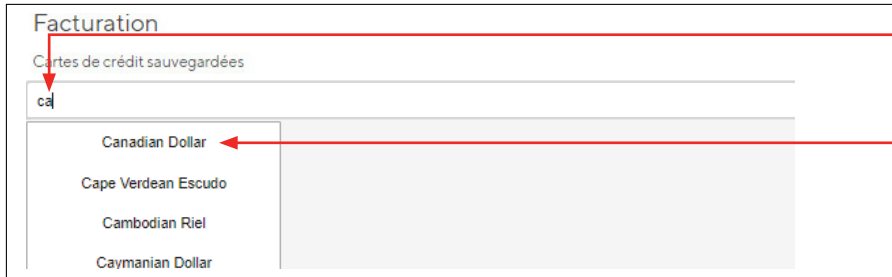 Facturation
Cartes de crédit sauvegardées
ca
Canadian Dollar
Cape Verdean Escudo
Cambodian Riel
Caymanian Dollar